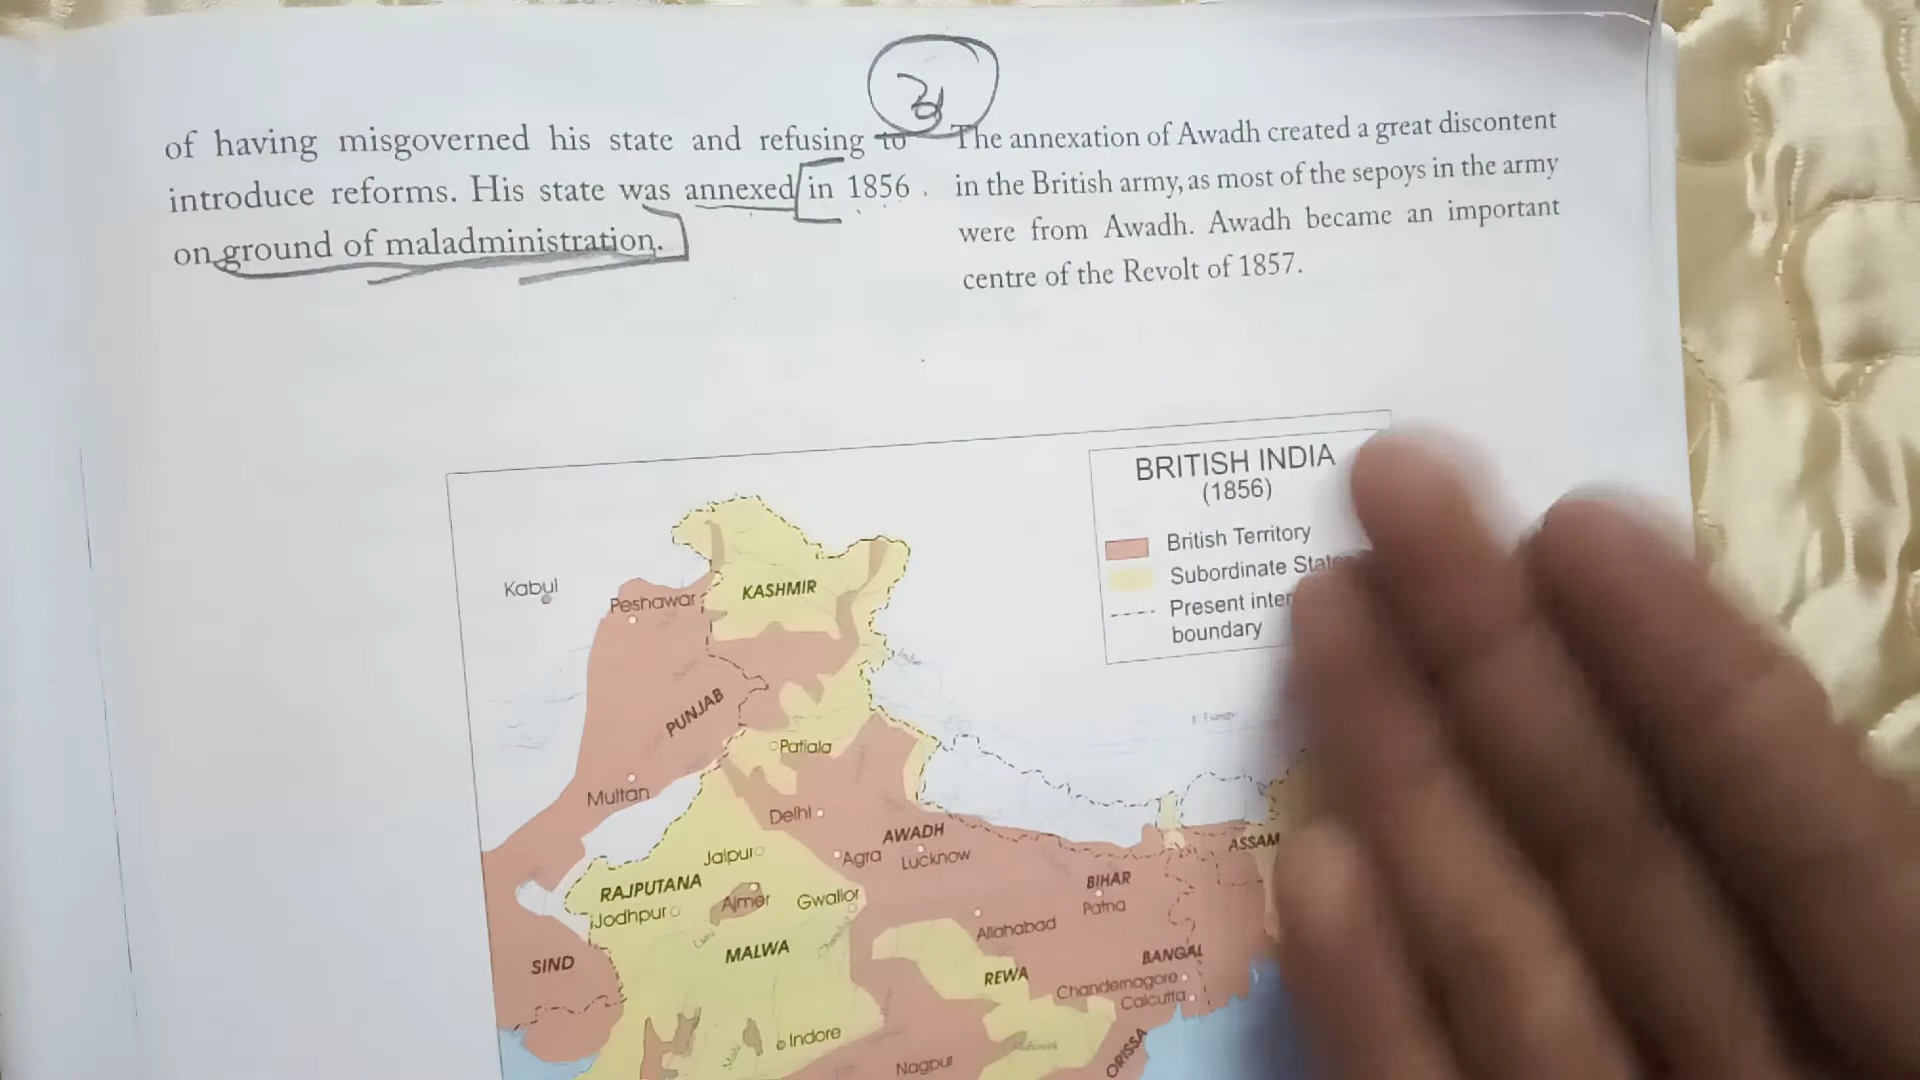 of having misgoverned his state and refusing to
introduce reforms. His state was annexed in 1856
on ground of maladministration.
The annexation of Awadh created a great discontent
in the British army, as most of the sepoys in the army
were from Awadh. Awadh became an important
centre of the Revolt of 1857.
BRITISH INDIA
(1856)
British Territory
Subordinate State
Present inter
boundary
Kabul
Peshawar
KASHMIR
PUNJAB
Patiala
Multan
Delhi
AWADH
Jaipur
Agra
Lucknow
ASSAM
RAJPUTANA
BIHAR
Jodhpur
Ajmer
Gwalior
Patna
Allahabad
MALWA
SIND
REWA
BANGAL
Chandernagore
Calcutta
Indore
Nagpur
ORISSA